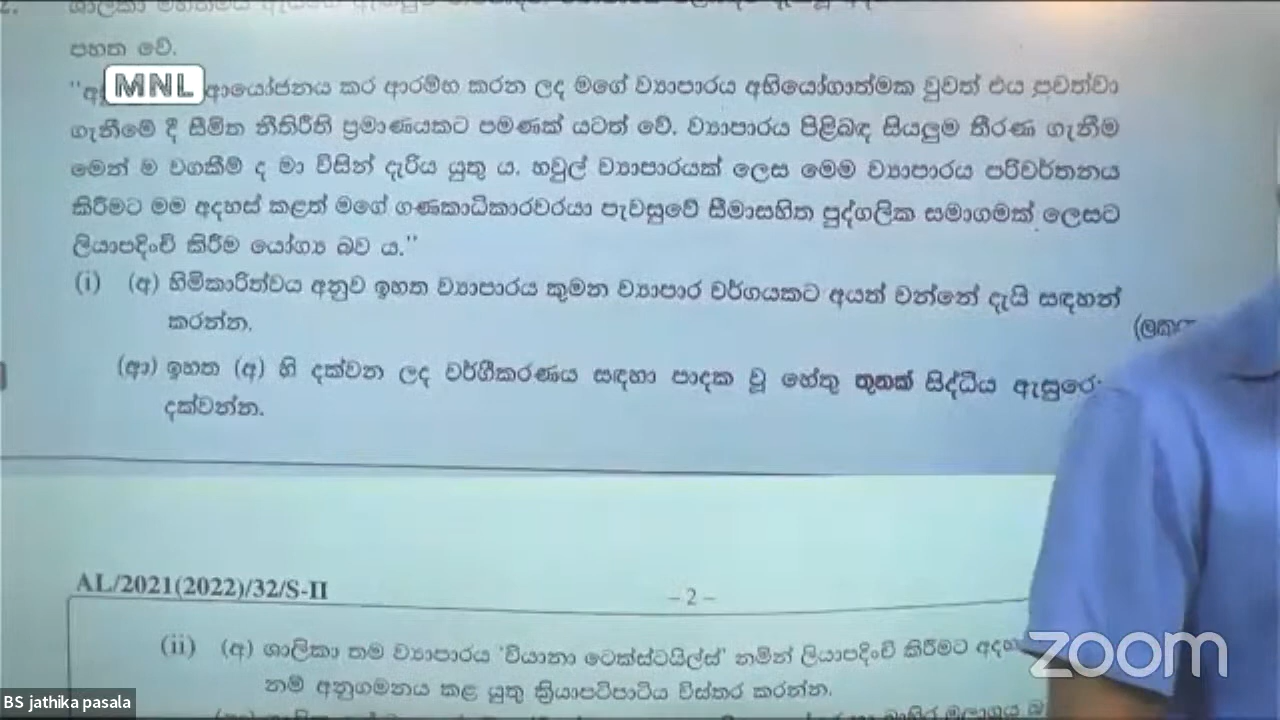 පහත වේ.
MNL ආයෝජනය කර ආරම්භ කරන ලද මගේ ව්‍යාපාරය අභියෝගාත්මක වුවත් එය පවත්වා
ගැනීමේ දී සීමිත නීතිරීති ප්‍රමාණයකට පමණක් යටත් වේ. ව්‍යාපාරය පිළිබඳ සියලුම තීරණ ගැනීම
මෙන් ම වගකීම් ද මා විසින් දැරිය යුතු ය. හවුල් ව්‍යාපාරයක් ලෙස මෙම ව්‍යාපාරය පරිවර්තනය
කිරීමට මම අදහස් කළත් මගේ ගණකාධිකාරවරයා පැවසුවේ සීමාසහිත පුද්ගලික සමාගමක් ලෙසට
ලියාපදිංචි කිරීම යෝග්‍ය බව ය."
(i) (අ) හිමිකාරිත්වය අනුව ඉහත ව්‍යාපාරය කුමන ව්‍යාපාර වර්ගයකට අයත් වන්නේ දැයි සඳහන්
කරන්න.
(ආ) ඉහත (අ) හි දක්වන ලද වර්ගීකරණය සඳහා පාදක වූ හේතු තුනක් සිද්ධිය ඇසුරෙ
දක්වන්න.
AL/2021(2022)/32/S-II
– 2 –
(ii) (අ) ශාලිකා තම ව්‍යාපාරය 'වියානා ටෙක්ස්ටයිල්ස්' නමින් ලියාපදිංචි කිරීමට
නම් අනුගමනය කළ යුතු ක්‍රියාපටිපාටිය විස්තර කරන්න.
zoom
BS jathika pasala